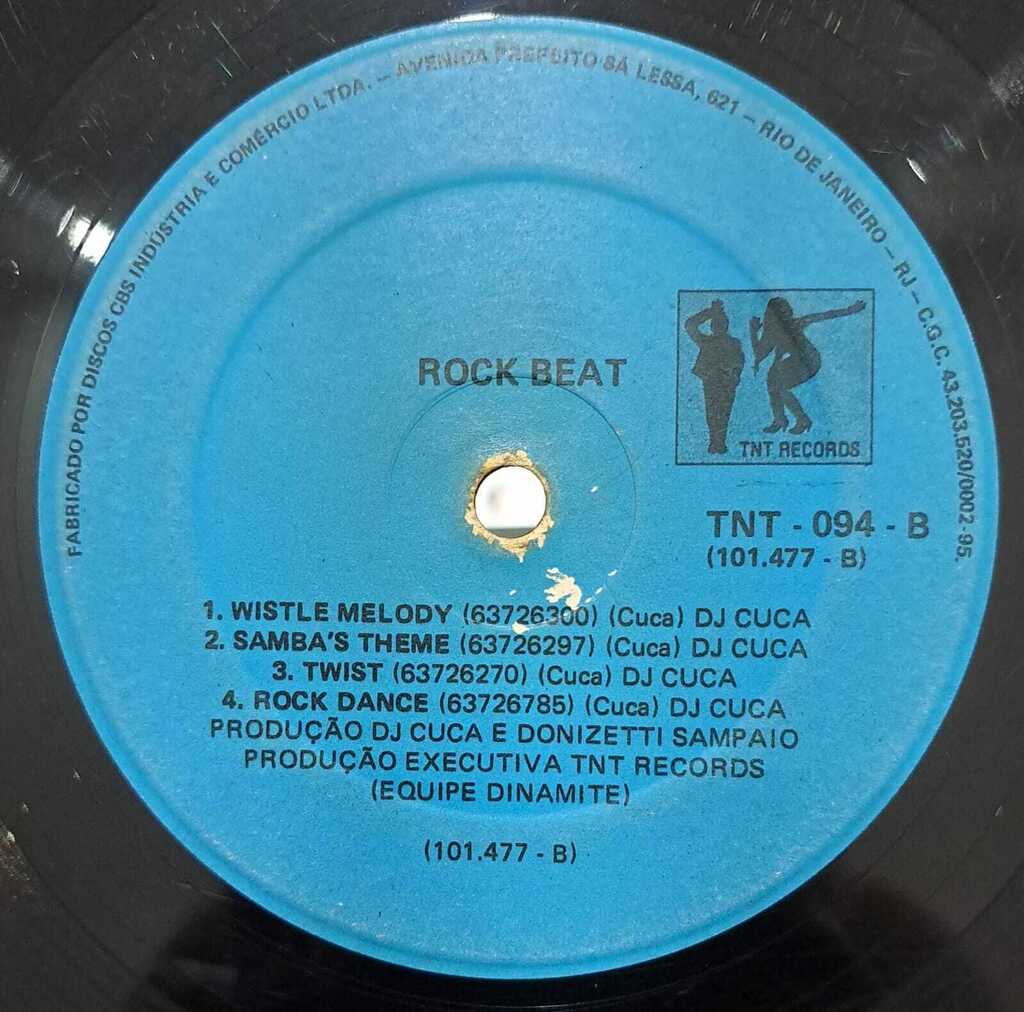 FABRICADO POR DISCOS CBS INDÚSTRIA E COMÉRCIO LTDA. – AVENIDA PREFEITO SÁ LESSA, 621 – RIO DE JANEIRO – RJ – C.G.C. 43.203.520/0002-95.
ROCK BEAT
TNT RECORDS
TNT - 094 - B
(101.477 - B)
1. WISTLE MELODY (63726300) (Cuca) DJ CUCA
2. SAMBA'S THEME (63726297) (Cuca) DJ CUCA
3. TWIST (63726270) (Cuca) DJ CUCA
4. ROCK DANCE (63726785) (Cuca) DJ CUCA
PRODUÇÃO DJ CUCA E DONIZETTI SAMPAIO
PRODUÇÃO EXECUTIVA TNT RECORDS
(EQUIPE DINAMITE)
(101.477 - B)